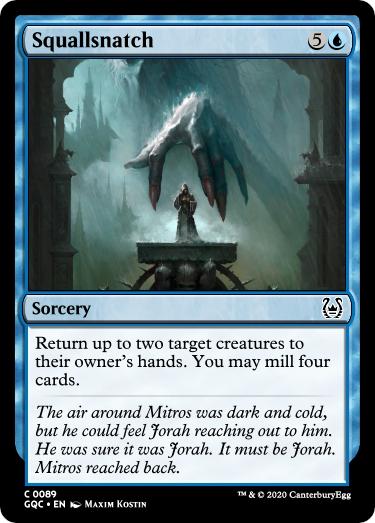 Squallsnatch 5
Sorcery
Return up to two target creatures to
their owner's hands. You may mill four
cards.
The air around Mitros was dark and cold,
but he could feel Jorah reaching out to him.
He was sure it was Jorah. It must be Jorah.
Mitros reached back.
C 0089
GQC • EN Maxim Kostin
™ & © 2020 CanterburyEgg